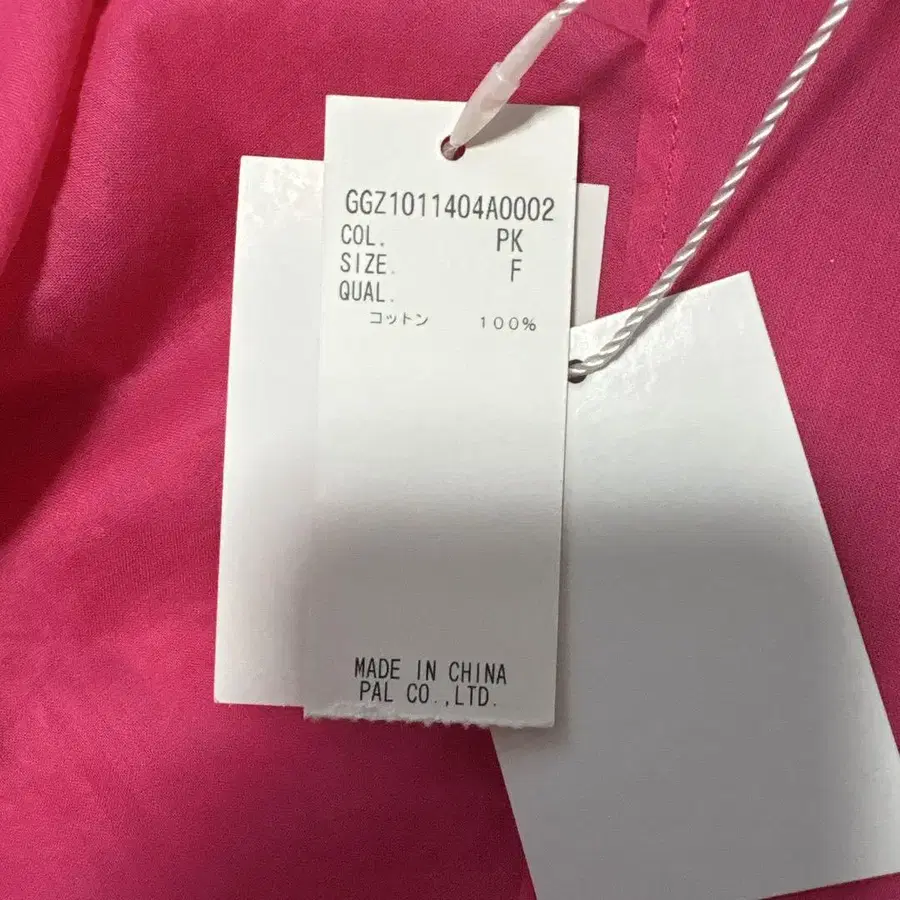 GGZ1011404A0002
COL. PK
SIZE. F
QUAL.
コットン 100%
MADE IN CHINA
PAL CO.,LTD.